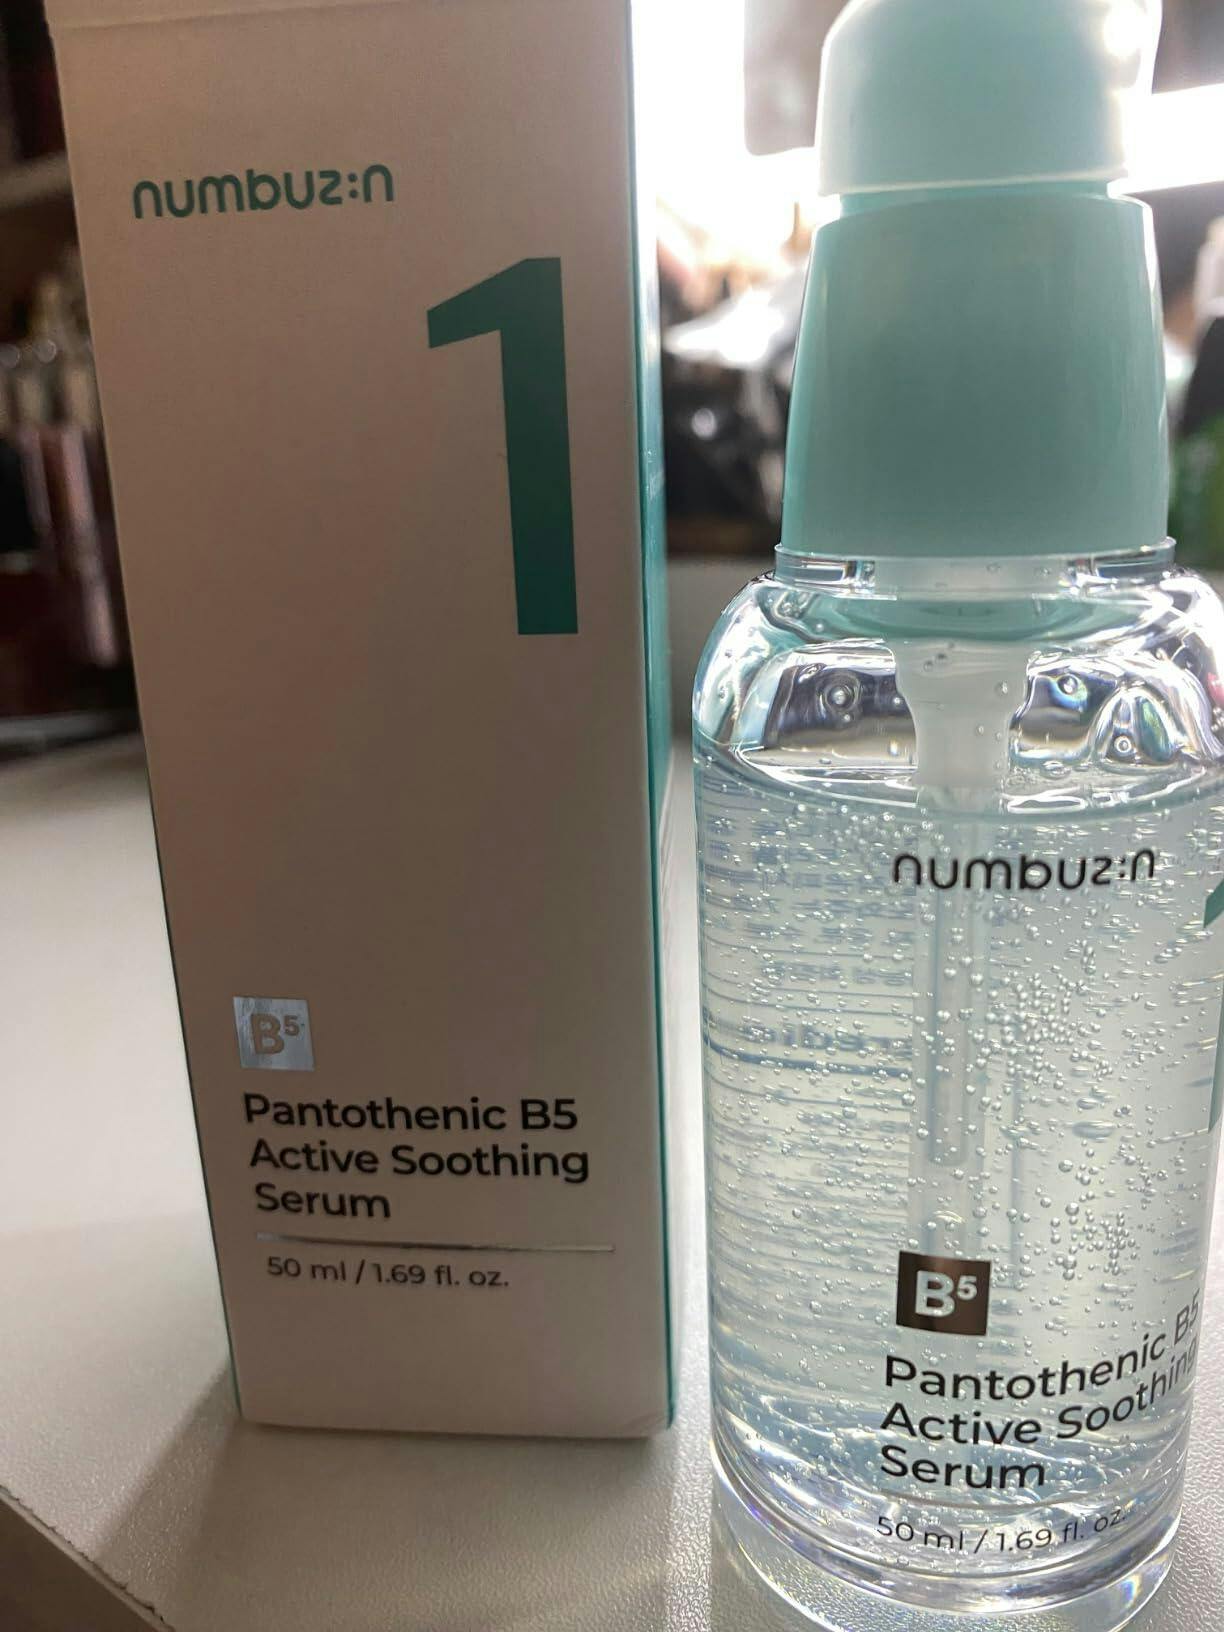 numbuz:n
1
B5
Pantothenic B5
Active Soothing
Serum
50 ml / 1.69 fl. oz.
numbuz:n
B5
Pantothenic B5
Active Soothing
Serum
50 ml / 1.69 fl. oz.